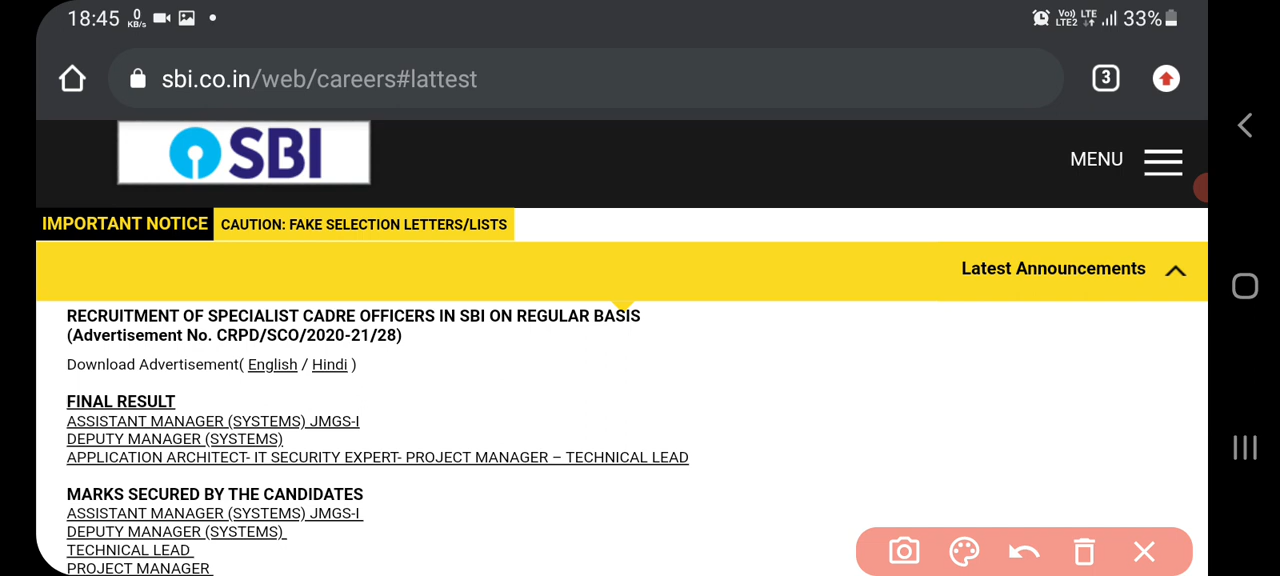 18:45 0 KB/s Vo)) LTE LTE2 33%
sbi.co.in/web/careers#lattest 3
SBI
MENU
IMPORTANT NOTICE CAUTION: FAKE SELECTION LETTERS/LISTS
Latest Announcements
RECRUITMENT OF SPECIALIST CADRE OFFICERS IN SBI ON REGULAR BASIS
(Advertisement No. CRPD/SCO/2020-21/28)
Download Advertisement( English / Hindi )
FINAL RESULT
ASSISTANT MANAGER (SYSTEMS) JMGS-I
DEPUTY MANAGER (SYSTEMS)
APPLICATION ARCHITECT- IT SECURITY EXPERT- PROJECT MANAGER – TECHNICAL LEAD
MARKS SECURED BY THE CANDIDATES
ASSISTANT MANAGER (SYSTEMS) JMGS-I
DEPUTY MANAGER (SYSTEMS)
TECHNICAL LEAD
PROJECT MANAGER